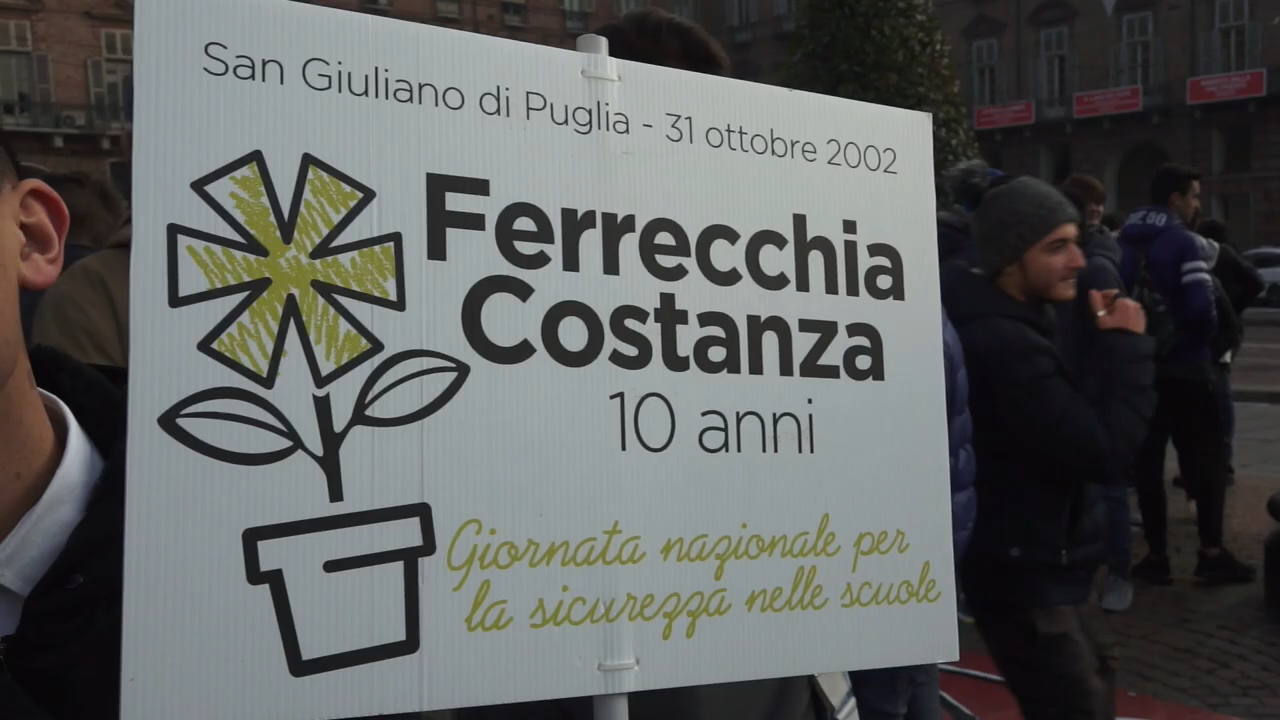 San Giuliano di Puglia - 31 ottobre 2002
Ferrecchia
Costanza
10 anni
Giornata nazionale per
la sicurezza nelle scuole